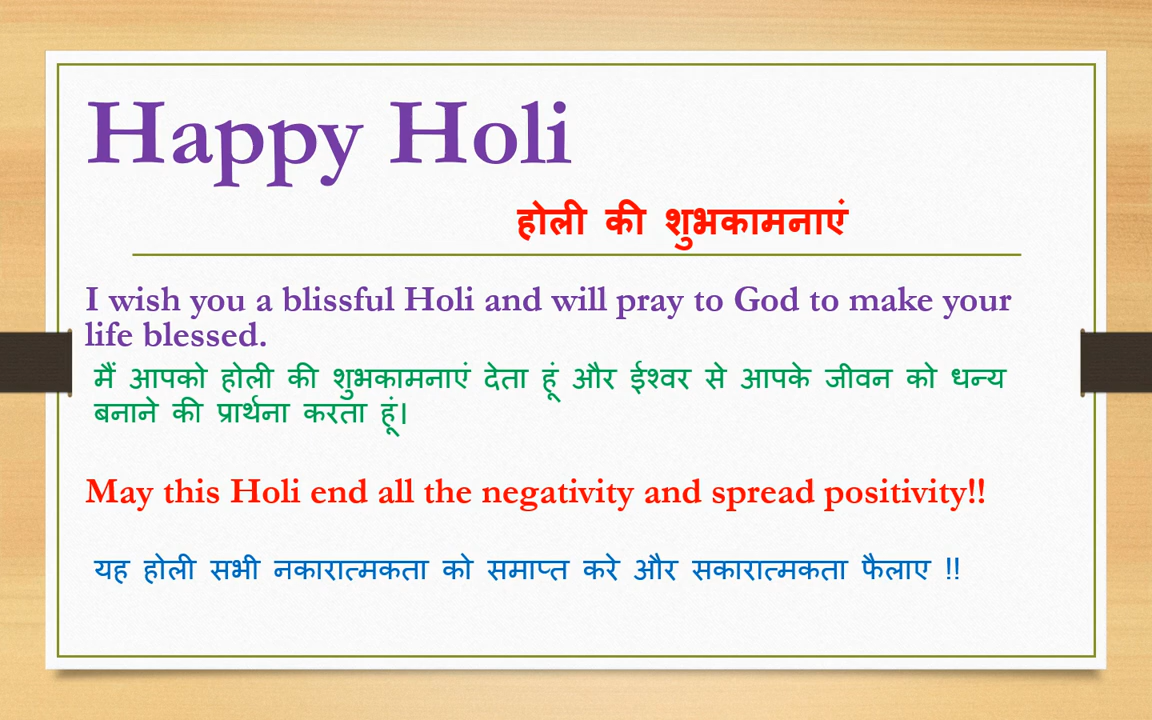 Happy Holi
होली की शुभकामनाएं
I wish you a blissful Holi and will pray to God to make your
life blessed.
मैं आपको होली की शुभकामनाएं देता हूं और ईश्वर से आपके जीवन को धन्य
बनाने की प्रार्थना करता हूं।
May this Holi end all the negativity and spread positivity!!
यह होली सभी नकारात्मकता को समाप्त करे और सकारात्मकता फैलाए !!